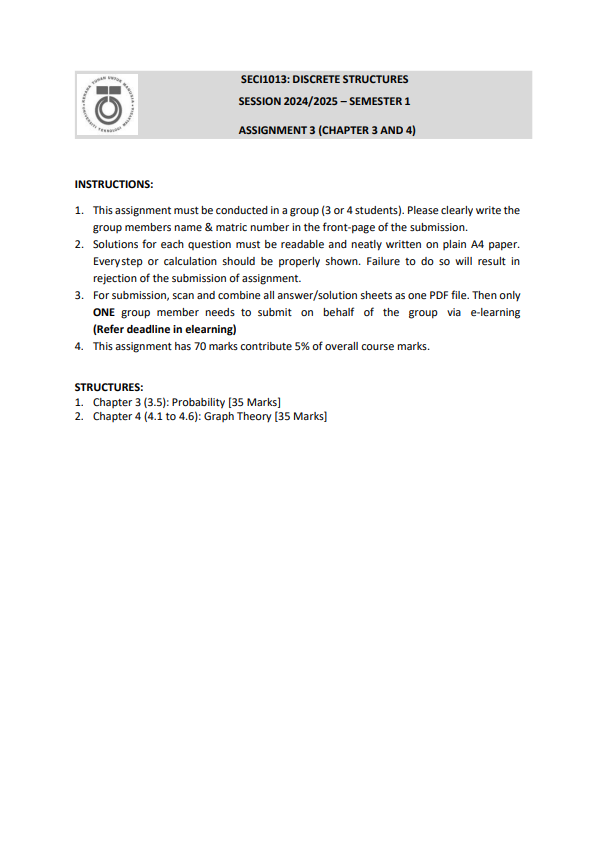 SECI1013: DISCRETE STRUCTURES
SESSION 2024/2025 – SEMESTER 1
ASSIGNMENT 3 (CHAPTER 3 AND 4)
INSTRUCTIONS:
1. This assignment must be conducted in a group (3 or 4 students). Please clearly write the
group members name & matric number in the front-page of the submission.
2. Solutions for each question must be readable and neatly written on plain A4 paper.
Every step or calculation should be properly shown. Failure to do so will result in
rejection of the submission of assignment.
3. For submission, scan and combine all answer/solution sheets as one PDF file. Then only
ONE group member needs to submit on behalf of the group via e-learning
(Refer deadline in elearning)
4. This assignment has 70 marks contribute 5% of overall course marks.
STRUCTURES:
1. Chapter 3 (3.5): Probability [35 Marks]
2. Chapter 4 (4.1 to 4.6): Graph Theory [35 Marks]